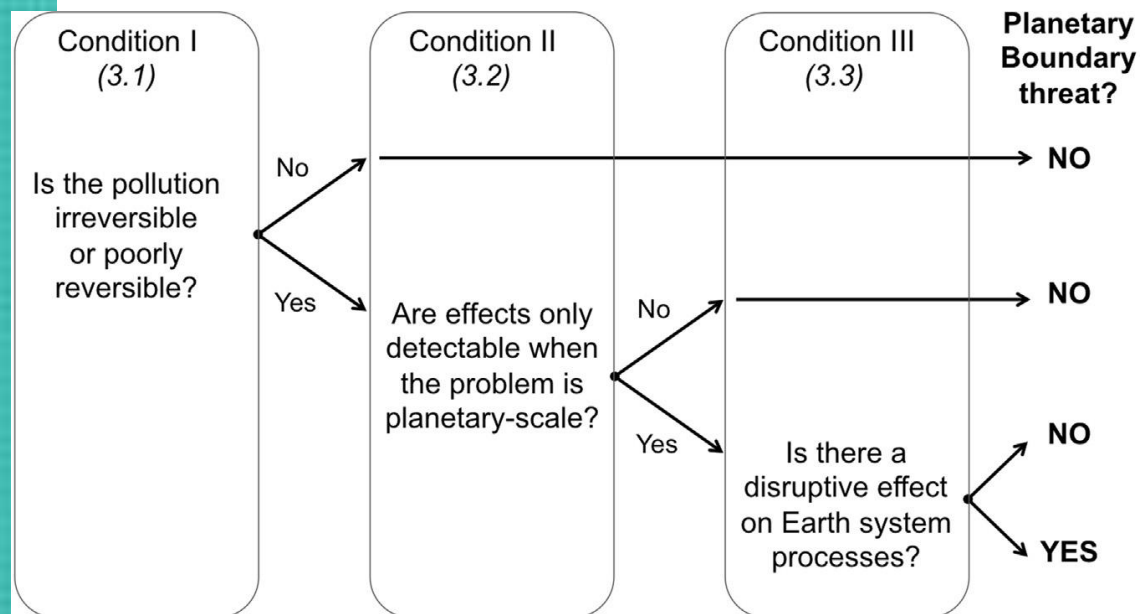 Condition I
(3.1)
Is the pollution
irreversible
or poorly
reversible?
No
Yes
Condition II
(3.2)
Are effects only
detectable when
the problem is
planetary-scale?
No
Yes
Condition III
(3.3)
Is there a
disruptive effect
on Earth system
processes?
Planetary
Boundary
threat?
NO
NO
NO
YES